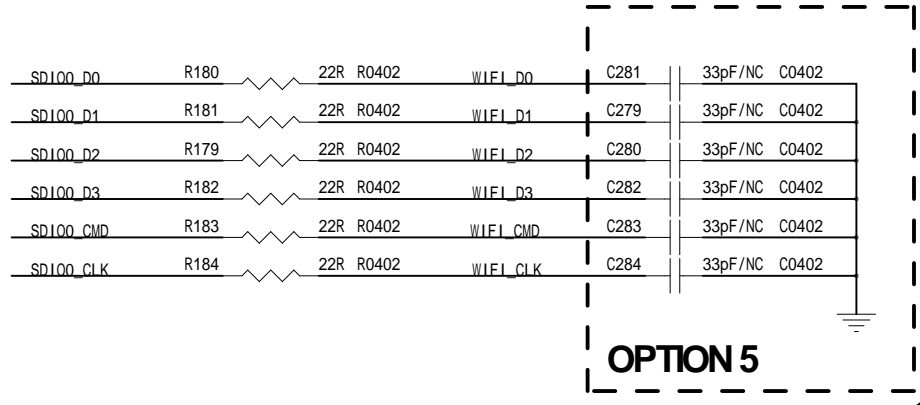 SDIO0_D0 R180 22R R0402 WIFI_D0 C281 33pF/NC C0402
SDIO0_D1 R181 22R R0402 WIFI_D1 C279 33pF/NC C0402
SDIO0_D2 R179 22R R0402 WIFI_D2 C280 33pF/NC C0402
SDIO0_D3 R182 22R R0402 WIFI_D3 C282 33pF/NC C0402
SDIO0_CMD R183 22R R0402 WIFI_CMD C283 33pF/NC C0402
SDIO0_CLK R184 22R R0402 WIFI_CLK C284 33pF/NC C0402
OPTION 5